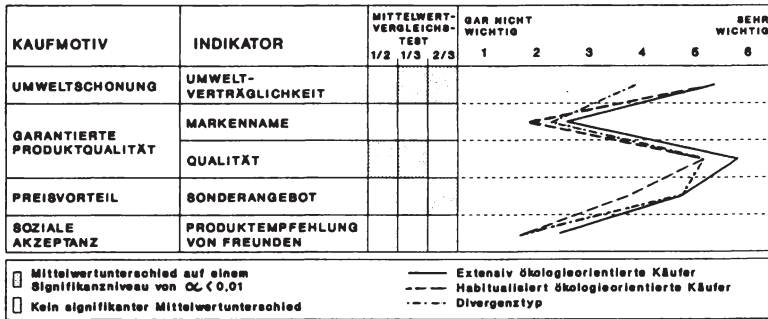 KAUFMOTIV
INDIKATOR
MITTELWERT-
VERGLEICHS-
TEST
1/2 1/3 2/3
GAR NICHT
WICHTIG
SEHR
WICHTIG
1 2 3 4 5 6
UMWELTSCHONUNG
UMWELT-
VERTRÄGLICHKEIT
GARANTIERTE
PRODUKTQUALITÄT
MARKENNAME
QUALITÄT
PREISVORTEIL
SONDERANGEBOT
SOZIALE
AKZEPTANZ
PRODUKTEMPFEHLUNG
VON FREUNDEN
Mittelwertunterschied auf einem
Signifikanzniveau von α < 0,01
Kein signifikanter Mittelwertunterschied
Extensiv ökologieorientierte Käufer
Habitualisiert ökologieorientierte Käufer
Divergenztyp